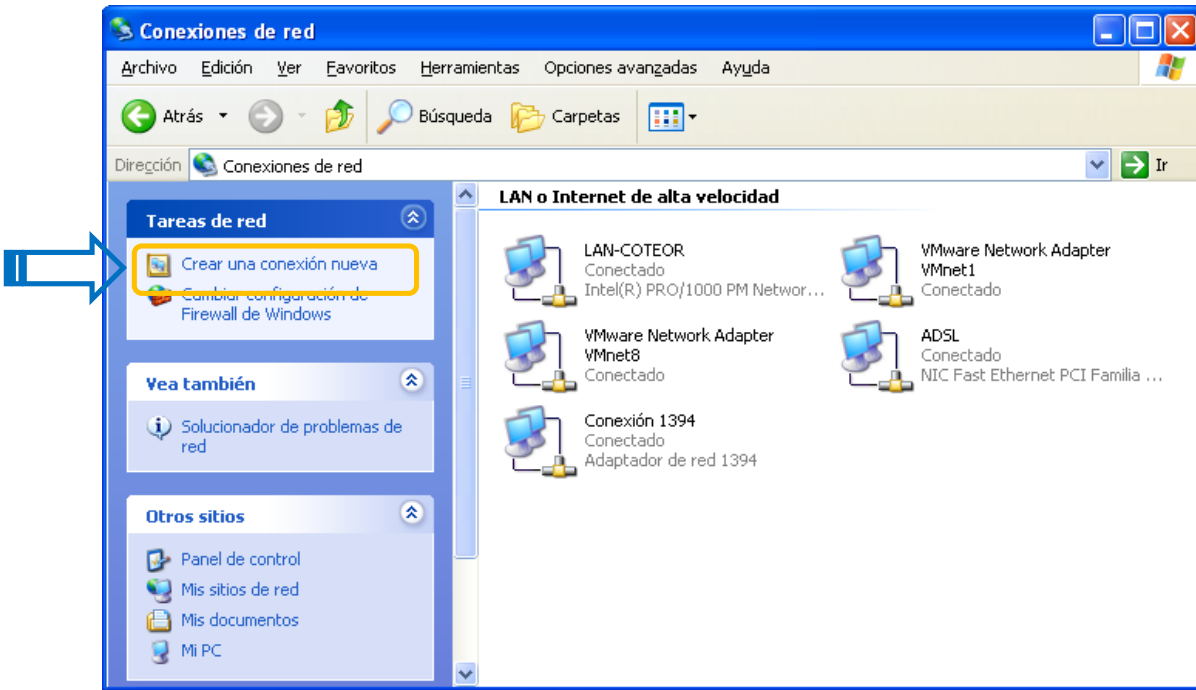 Conexiones de red
Archivo Edición Ver Favoritos Herramientas Opciones avanzadas Ayuda
Atrás Búsqueda Carpetas
Dirección Conexiones de red Ir
Tareas de red
Crear una conexión nueva
Cambiar configuración de
Firewall de Windows
Vea también
Solucionador de problemas de
red
Otros sitios
Panel de control
Mis sitios de red
Mis documentos
Mi PC
LAN o Internet de alta velocidad
LAN-COTEOR
Conectado
Intel(R) PRO/1000 PM Networ...
VMware Network Adapter
VMnet1
Conectado
VMware Network Adapter
VMnet8
Conectado
ADSL
Conectado
NIC Fast Ethernet PCI Familia ...
Conexión 1394
Conectado
Adaptador de red 1394